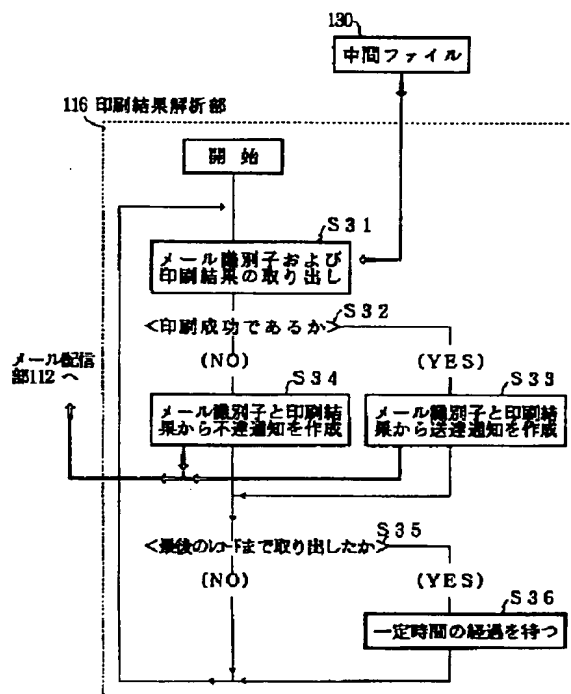 130
中間ファイル
116 印刷結果解析部
開 始
S31
メール識別子および
印刷結果の取り出し
S32
<印刷成功であるか>
(NO)
(YES)
メール配信
部112 へ
S34
S33
メール識別子と印刷結
果から不達通知を作成
メール識別子と印刷結
果から送達通知を作成
S35
<最後のレコードまで取り出したか>
(NO)
(YES)
S36
一定時間の経過を待つ